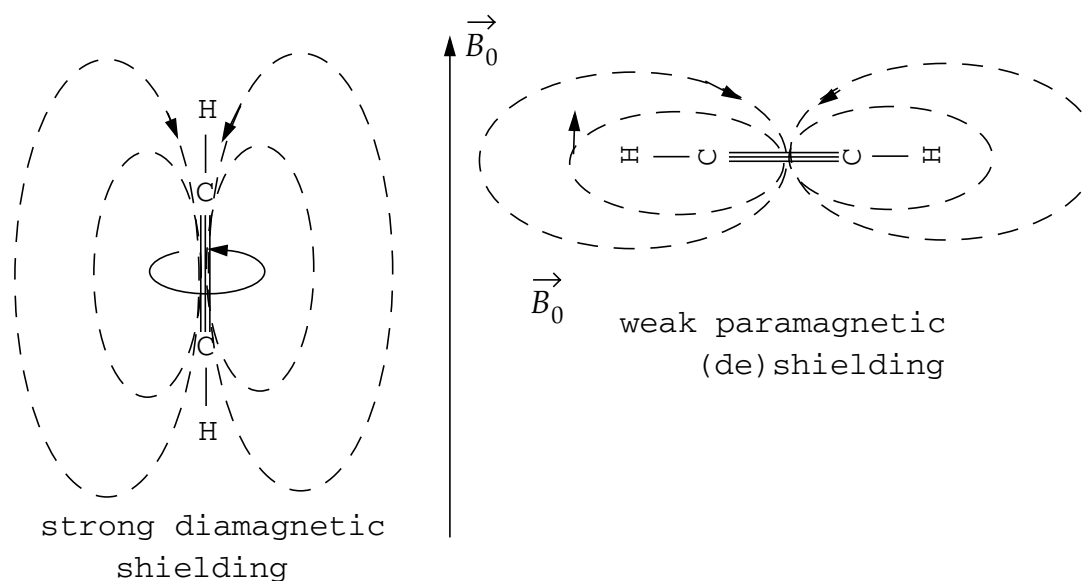 H
C
C
H
strong diamagnetic
shielding
B₀
H C C H
B₀
weak paramagnetic
(de)shielding